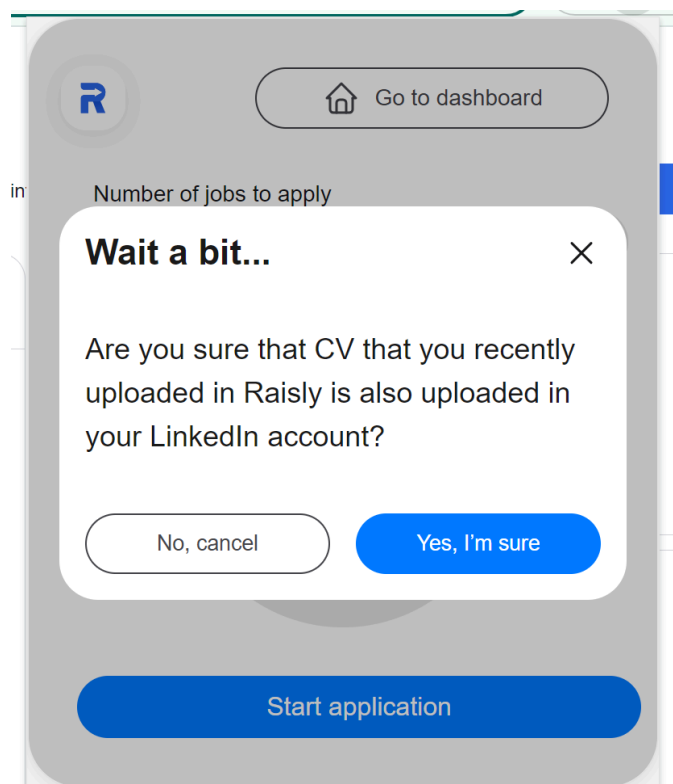 Go to dashboard
in
Number of jobs to apply
Wait a bit...
Are you sure that CV that you recently
uploaded in Raisly is also uploaded in
your LinkedIn account?
No, cancel
Yes, I'm sure
Start application